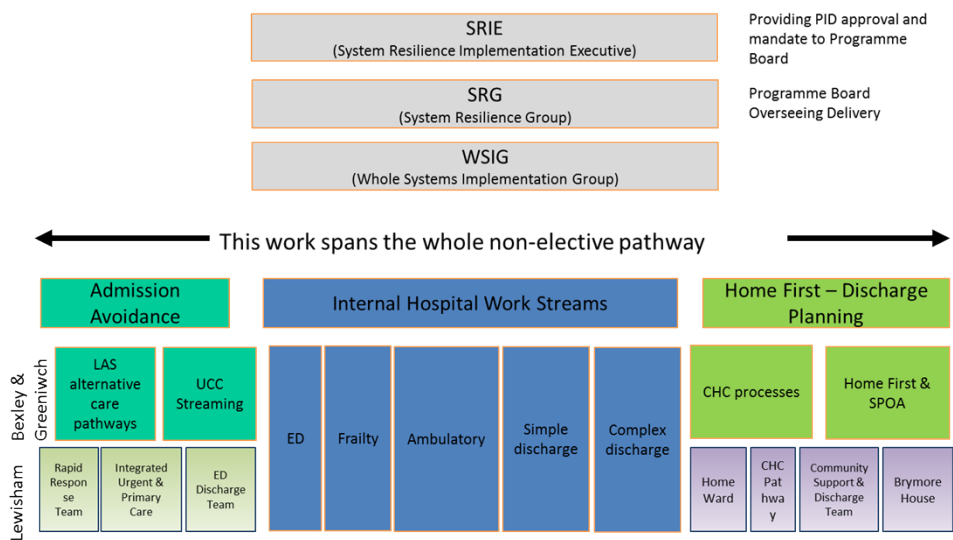 SRIE
(System Resilience Implementation Executive)
Providing PID approval and
mandate to Programme
Board
SRG
(System Resilience Group)
Programme Board
Overseeing Delivery
WSIG
(Whole Systems Implementation Group)
This work spans the whole non-elective pathway
Admission
Avoidance
Internal Hospital Work Streams
Home First – Discharge
Planning
Bexley &
Greeniwch
LAS
alternative
care
pathways
UCC
Streaming
ED
Frailty
Ambulatory
Simple
discharge
Complex
discharge
CHC processes
Home First &
SPOA
Lewisham
Rapid
Respon
se
Team
Integrated
Urgent &
Primary
Care
ED
Discharge
Team
Home
Ward
CHC
Pat
hwa
y
Community
Support &
Discharge
Team
Brymore
House